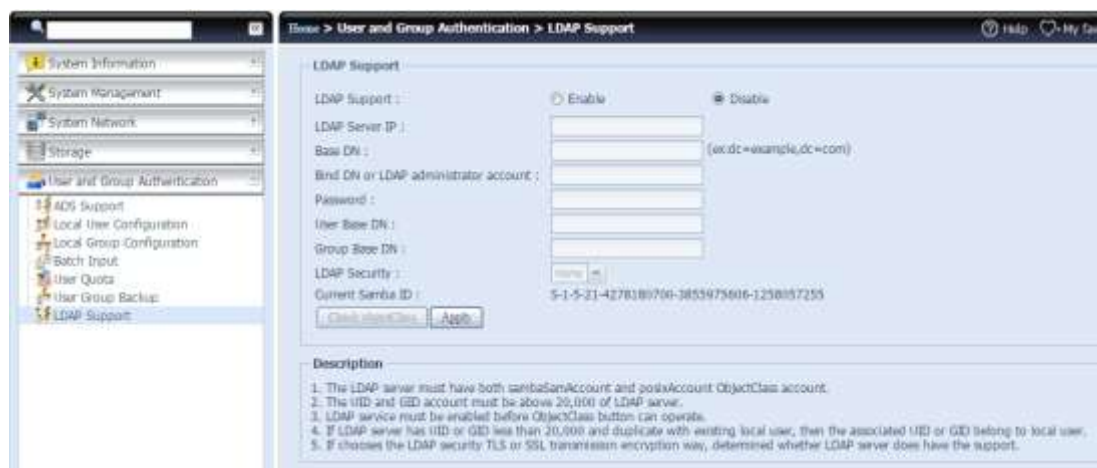 Home > User and Group Authentication > LDAP Support
Help
My fav
System Information
System Management
System Network
Storage
User and Group Authentication
ADS Support
Local User Configuration
Local Group Configuration
Batch Input
User Quota
User Group Backup
LDAP Support
LDAP Support
LDAP Support : Enable Disable
LDAP Server IP :
Base DN : (ex:dc=example,dc=com)
Bind DN or LDAP administrator account :
Password :
User Base DN :
Group Base DN :
LDAP Security : None
Current Samba ID : S-1-5-21-4278180700-3855975606-1258057255
Check ObjectClass Apply
Description
1. The LDAP server must have both sambaSamAccount and posixAccount ObjectClass account.
2. The UID and GID account must be above 20,000 of LDAP server.
3. LDAP service must be enabled before ObjectClass button can operate.
4. If LDAP server has UID or GID less than 20,000 and duplicate with existing local user, then the associated UID or GID belong to local user.
5. If chooses the LDAP security TLS or SSL transmission encryption way, determined whether LDAP server does have the support.